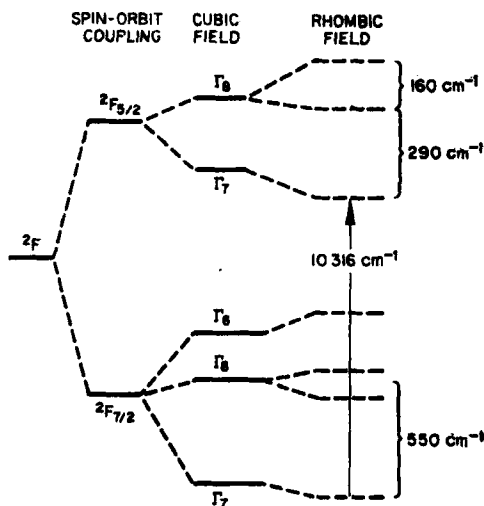 SPIN-ORBIT COUPLING
CUBIC FIELD
RHOMBIC FIELD
²F
²F₅/₂
²F₇/₂
Γ₈
Γ₇
Γ₆
Γ₈
Γ₇
160 cm⁻¹
290 cm⁻¹
10 316 cm⁻¹
550 cm⁻¹